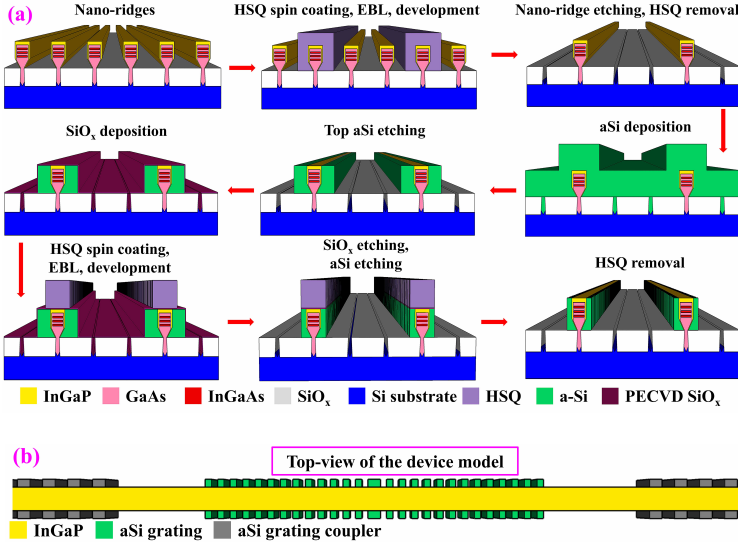 (a)
Nano-ridges
HSQ spin coating, EBL, development
Nano-ridge etching, HSQ removal
SiOx deposition
Top aSi etching
aSi deposition
HSQ spin coating,
EBL, development
SiOx etching,
aSi etching
HSQ removal
InGaP
GaAs
InGaAs
SiOx
Si substrate
HSQ
a-Si
PECVD SiOx
(b)
Top-view of the device model
InGaP
aSi grating
aSi grating coupler